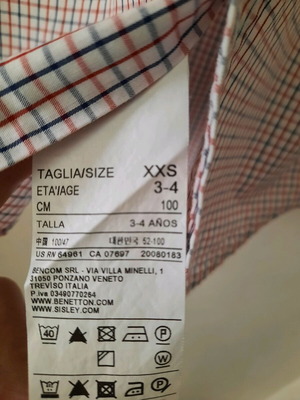 TAGLIA/SIZE XXS
ETA'/AGE 3-4
CM 100
TALLA 3-4 AÑOS
中国 100/47 대한민국 52-100
US RN 54961 CA 07697 20080183
BENCOM SRL - VIA VILLA MINELLI, 1
31050 PONZANO VENETO
TREVISO ITALIA
P.iva 03490770264
WWW.BENETTON.COM
WWW.SISLEY.COM
40 P
W
P